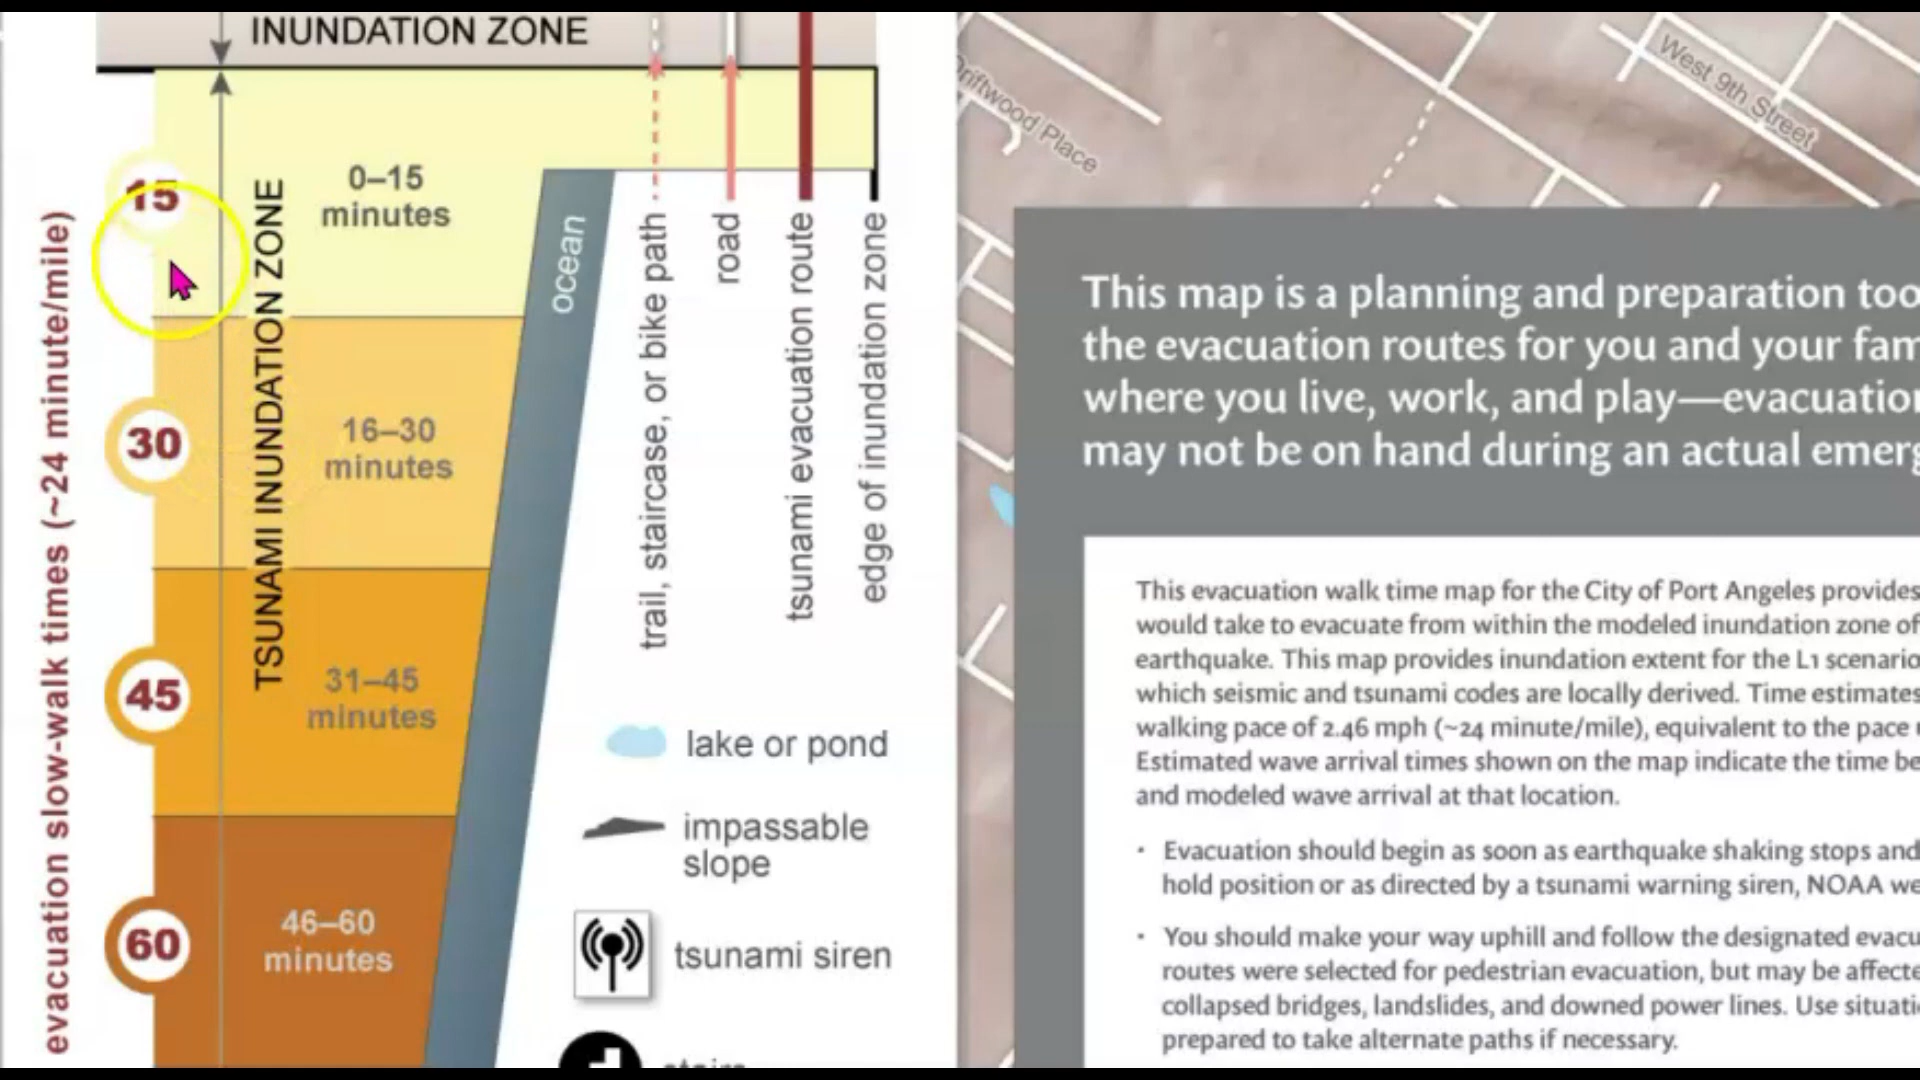 INUNDATION ZONE
15
0–15
minutes
30
16–30
minutes
45
31–45
minutes
60
46–60
minutes
evacuation slow-walk times (~24 minute/mile)
TSUNAMI INUNDATION ZONE
ocean
trail, staircase, or bike path
road
tsunami evacuation route
edge of inundation zone
lake or pond
impassable
slope
tsunami siren
Driftwood Place
West 9th Street
This map is a planning and preparation
the evacuation routes for you and your
where you live, work, and play—
may not be on hand during an actual
This evacuation walk time map for the City of Port Angeles provides
would take to evacuate from within the modeled inundation zone of
earthquake. This map provides inundation extent for the L1 scenario
which seismic and tsunami codes are locally derived. Time estimates
walking pace of 2.46 mph (~24 minute/mile), equivalent to the pace
Estimated wave arrival times shown on the map indicate the time
and modeled wave arrival at that location.
· Evacuation should begin as soon as earthquake shaking stops and
hold position or as directed by a tsunami warning siren, NOAA
· You should make your way uphill and follow the designated
routes were selected for pedestrian evacuation, but may be
collapsed bridges, landslides, and downed power lines. Use
prepared to take alternate paths if necessary.